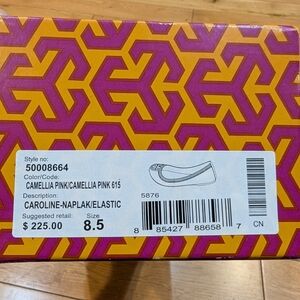 Style no:
50008664
Color/Code:
CAMELLIA PINK/CAMELLIA PINK 615
Description:
CAROLINE-NAPLAK/ELASTIC
Suggested retail: Size
$ 225.00 8.5
5876
8 85427 88658 7
CN